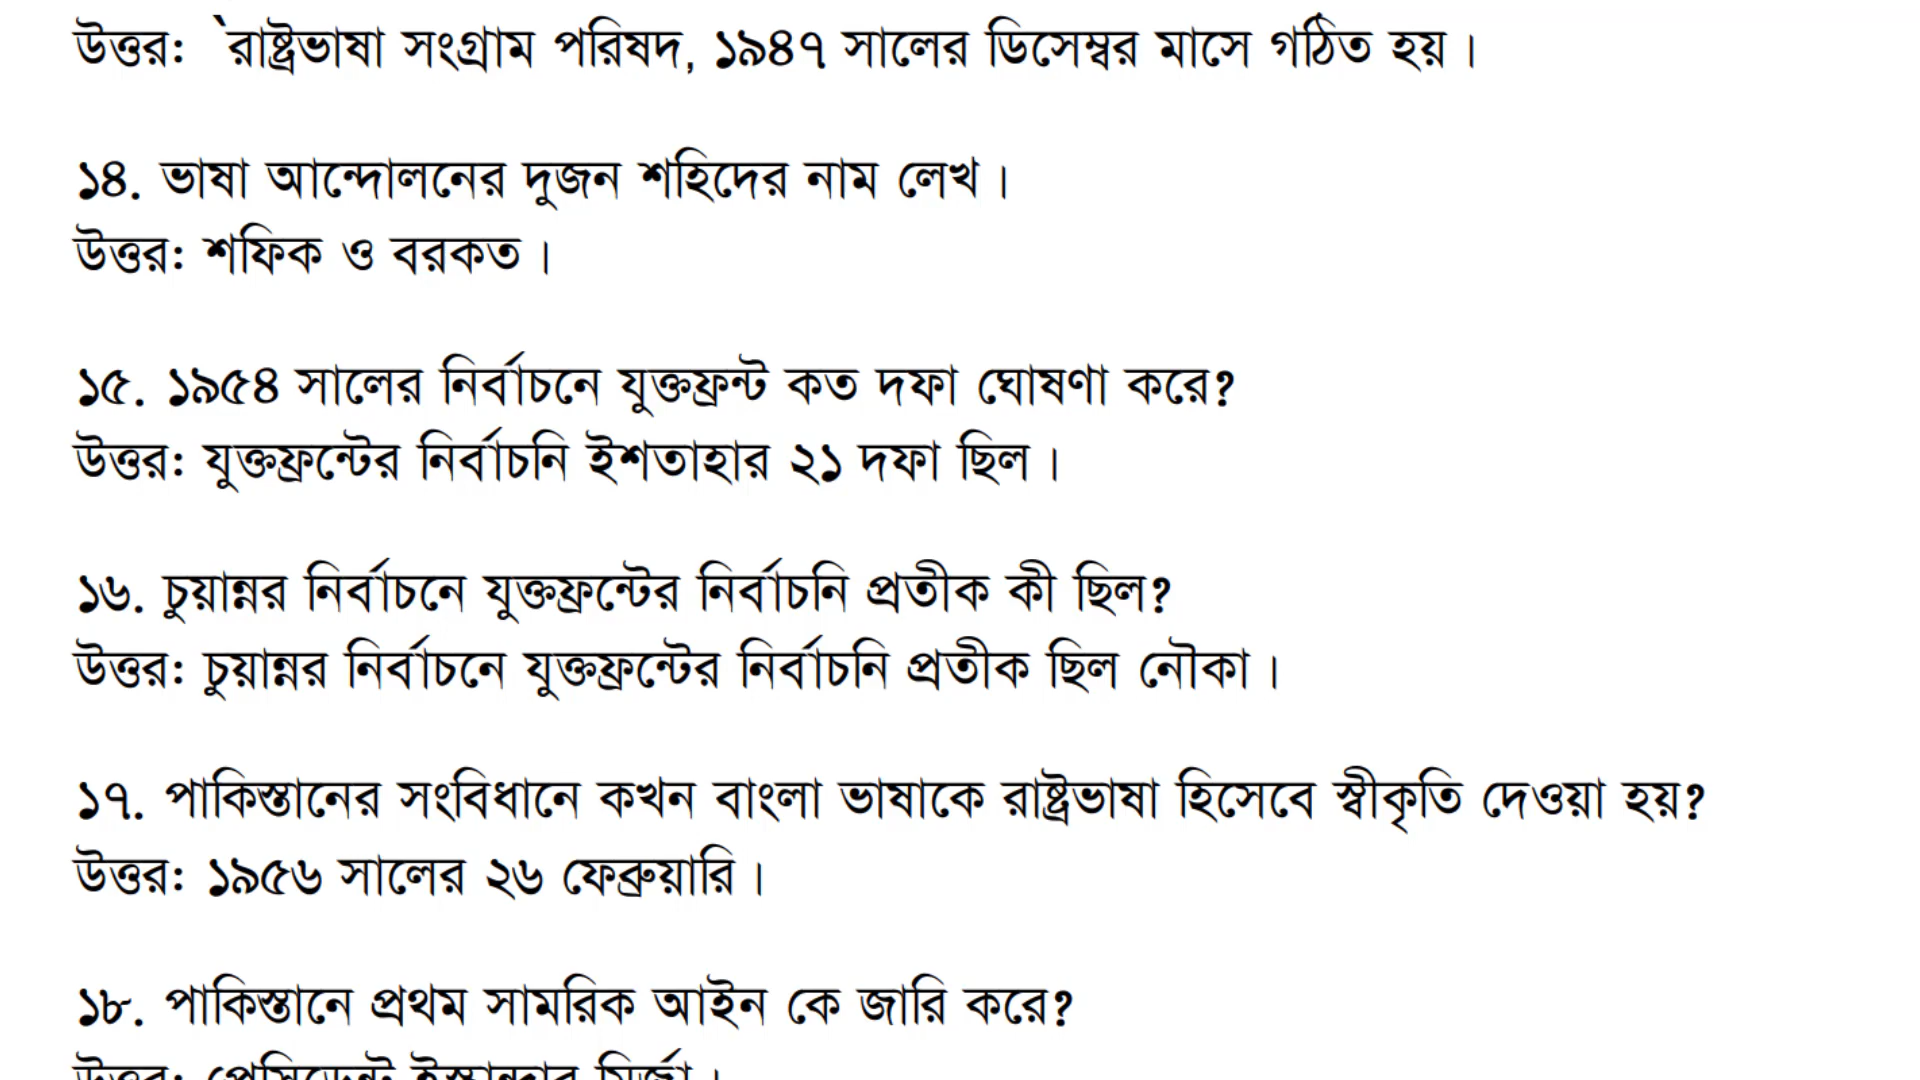 উত্তর: `রাষ্ট্রভাষা সংগ্রাম পরিষদ, ১৯৪৭ সালের ডিসেম্বর মাসে গঠিত হয়।
১৪. ভাষা আন্দোলনের দুজন শহিদের নাম লেখ।
উত্তর: শফিক ও বরকত।
১৫. ১৯৫৪ সালের নির্বাচনে যুক্তফ্রন্ট কত দফা ঘোষণা করে?
উত্তর: যুক্তফ্রন্টের নির্বাচনি ইশতাহার ২১ দফা ছিল।
১৬. চুয়ান্নর নির্বাচনে যুক্তফ্রন্টের নির্বাচনি প্রতীক কী ছিল?
উত্তর: চুয়ান্নর নির্বাচনে যুক্তফ্রন্টের নির্বাচনি প্রতীক ছিল নৌকা।
১৭. পাকিস্তানের সংবিধানে কখন বাংলা ভাষাকে রাষ্ট্রভাষা হিসেবে স্বীকৃতি দেওয়া হয়?
উত্তর: ১৯৫৬ সালের ২৬ ফেব্রুয়ারি।
১৮. পাকিস্তানে প্রথম সামরিক আইন কে জারি করে?
উত্তর: প্রেসিডেন্ট ইস্কান্দার মির্জা।